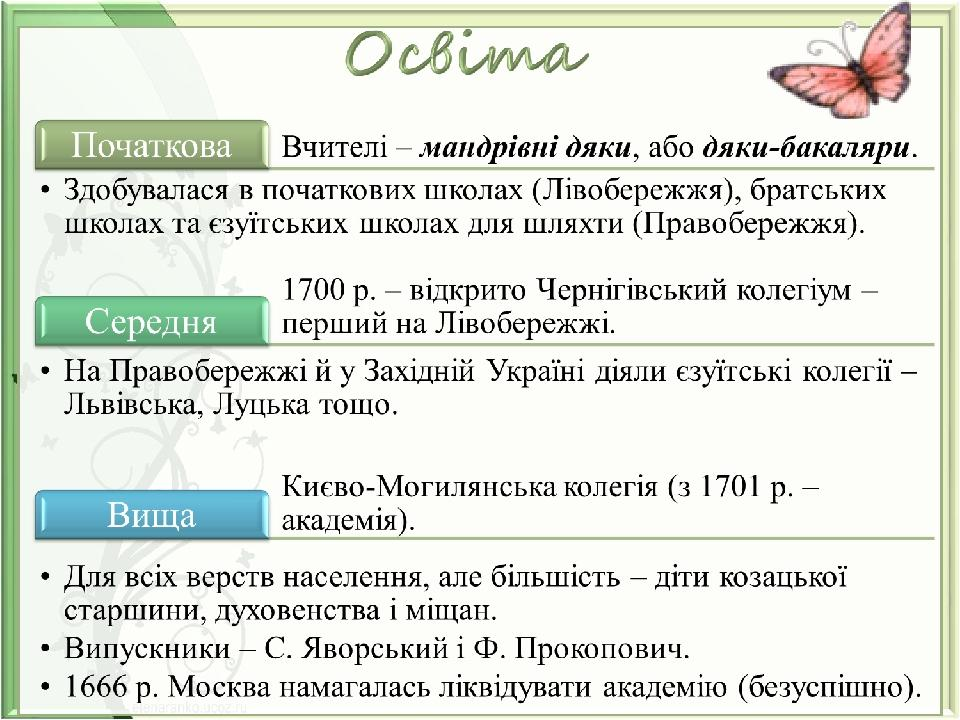 Освіта
Початкова
Вчителі – мандрівні дяки, або дяки-бакаляри.
• Здобувалася в початкових школах (Лівобережжя), братських
школах та єзуїтських школах для шляхти (Правобережжя).
1700 р. – відкрито Чернігівський колегіум –
Середня
перший на Лівобережжі.
• На Правобережжі й у Західній Україні діяли єзуїтські колегії –
Львівська, Луцька тощо.
Києво-Могилянська колегія (з 1701 р. –
Вища
академія).
• Для всіх верств населення, але більшість – діти козацької
старшини, духовенства і міщан.
• Випускники – С. Яворський і Ф. Прокопович.
• 1666 р. Москва намагалась ліквідувати академію (безуспішно).
elenaranko.ucoz.ru